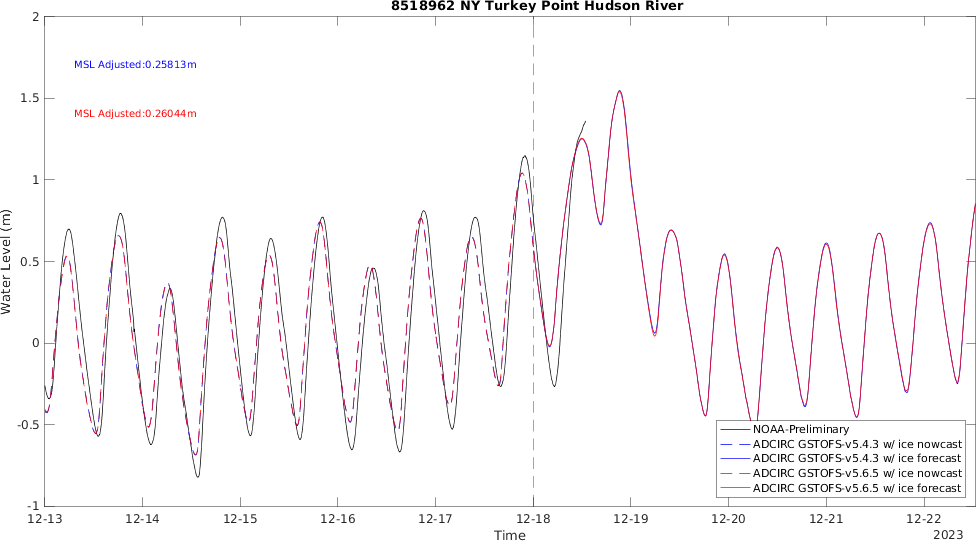 8518962 NY Turkey Point Hudson River
2
1.5
1
0.5
0
-0.5
-1
Water Level (m)
MSL Adjusted:0.25813m
MSL Adjusted:0.26044m
NOAA-Preliminary
ADCIRC GSTOFS-v5.4.3 w/ ice nowcast
ADCIRC GSTOFS-v5.4.3 w/ ice forecast
ADCIRC GSTOFS-v5.6.5 w/ ice nowcast
ADCIRC GSTOFS-v5.6.5 w/ ice forecast
12-13 12-14 12-15 12-16 12-17 12-18 12-19 12-20 12-21 12-22
Time
2023